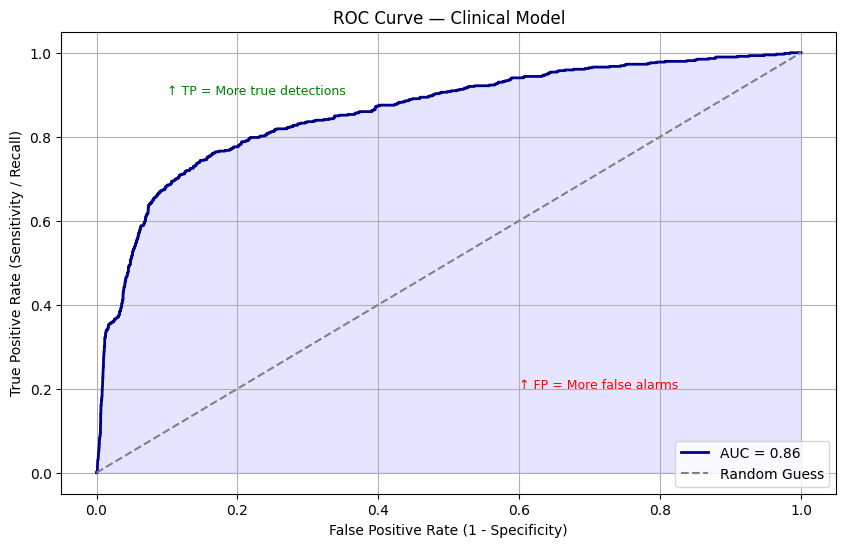 ROC Curve — Clinical Model
True Positive Rate (Sensitivity / Recall)
1.0
0.8
0.6
0.4
0.2
0.0
↑ TP = More true detections
↑ FP = More false alarms
AUC = 0.86
Random Guess
0.0 0.2 0.4 0.6 0.8 1.0
False Positive Rate (1 - Specificity)